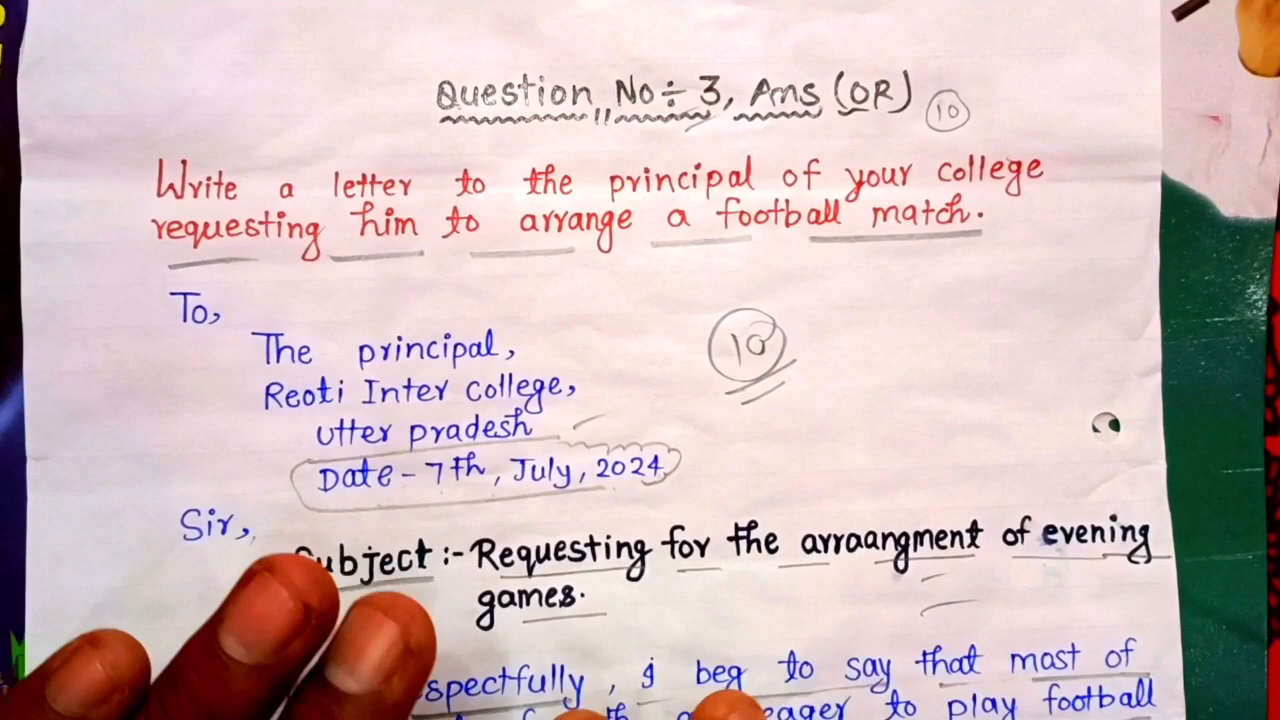 Question No÷ 3, Ans (OR) 10
Write a letter to the principal of your college
requesting him to arrange a football match.
To,
The principal,
10
Reoti Inter college,
utter pradesh
Date - 7th, July, 2024
Sir,
Subject :- Requesting for the arraangment of evening
games.
spectfully, i beg to say that most of
eager to play football